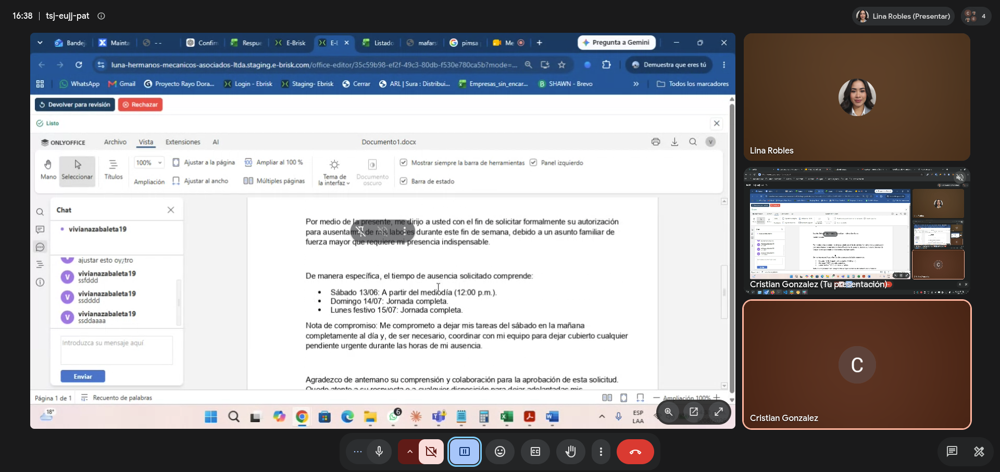 16:38
tsj-eujj-pat
Lina Robles (Presentar)
4
Bandej
Mainta
- -
Confirm
Respue
E-Brisk
E-E
Listado
mafars
pimsa
Me
Pregunta a Gemini
luna-hermanos-mecanicos-asociados-ltda.staging.e-brisk.com/office-editor/35c59b98-ef2f-49c3-80db-f530e780ca5b?mode=...
Demuestra que eres tú
WhatsApp
Gmail
Proyecto Rayo Dora...
Login - Ebrisk
Staging- Ebrisk
Cerrar
ARL | Sura : Distribui...
Empresas_sin_encar...
SHAWN - Brevo
»
Todos los marcadores
Devolver para revisión
Rechazar
Listo
ONLYOFFICE
Archivo
Vista
Extensiones
AI
Documento1.docx
V
Mano
Seleccionar
Títulos
100%
Ampliación
Ajustar a la página
Ajustar al ancho
Ampliar al 100 %
Múltiples páginas
Tema de
la interfaz
Documento
oscuro
Mostrar siempre la barra de herramientas
Panel izquierdo
Barra de estado
Chat
vivianazabaleta19
ajustar esto oy;tro
V
vivianazabaleta19
ssfddd
V
vivianazabaleta19
ssdddd
V
vivianazabaleta19
ssddaaaa
Introduzca su mensaje aquí
Enviar
Por medio de la presente, me dirijo a usted con el fin de solicitar formalmente su autorización
para ausentarme de mis labores durante este fin de semana, debido a un asunto familiar de
fuerza mayor que requiere mi presencia indispensable.
De manera específica, el tiempo de ausencia solicitado comprende:
• Sábado 13/06: A partir del mediodía (12:00 p.m.).
• Domingo 14/07: Jornada completa.
• Lunes festivo 15/07: Jornada completa.
Nota de compromiso: Me comprometo a dejar mis tareas del sábado en la mañana
completamente al día y, de ser necesario, coordinar con mi equipo para dejar cubierto cualquier
pendiente urgente durante las horas de mi ausencia.
Agradezco de antemano su comprensión y colaboración para la aprobación de esta solicitud.
Quedo atento a su respuesta o a cualquier disposición para dejar adelantadas mis
Página 1 de 1
Recuento de palabras
Ampliación 100%
18°
6
ESP
LAA
Lina Robles
Cristian Gonzalez (Tu presentación)
C
Cristian Gonzalez